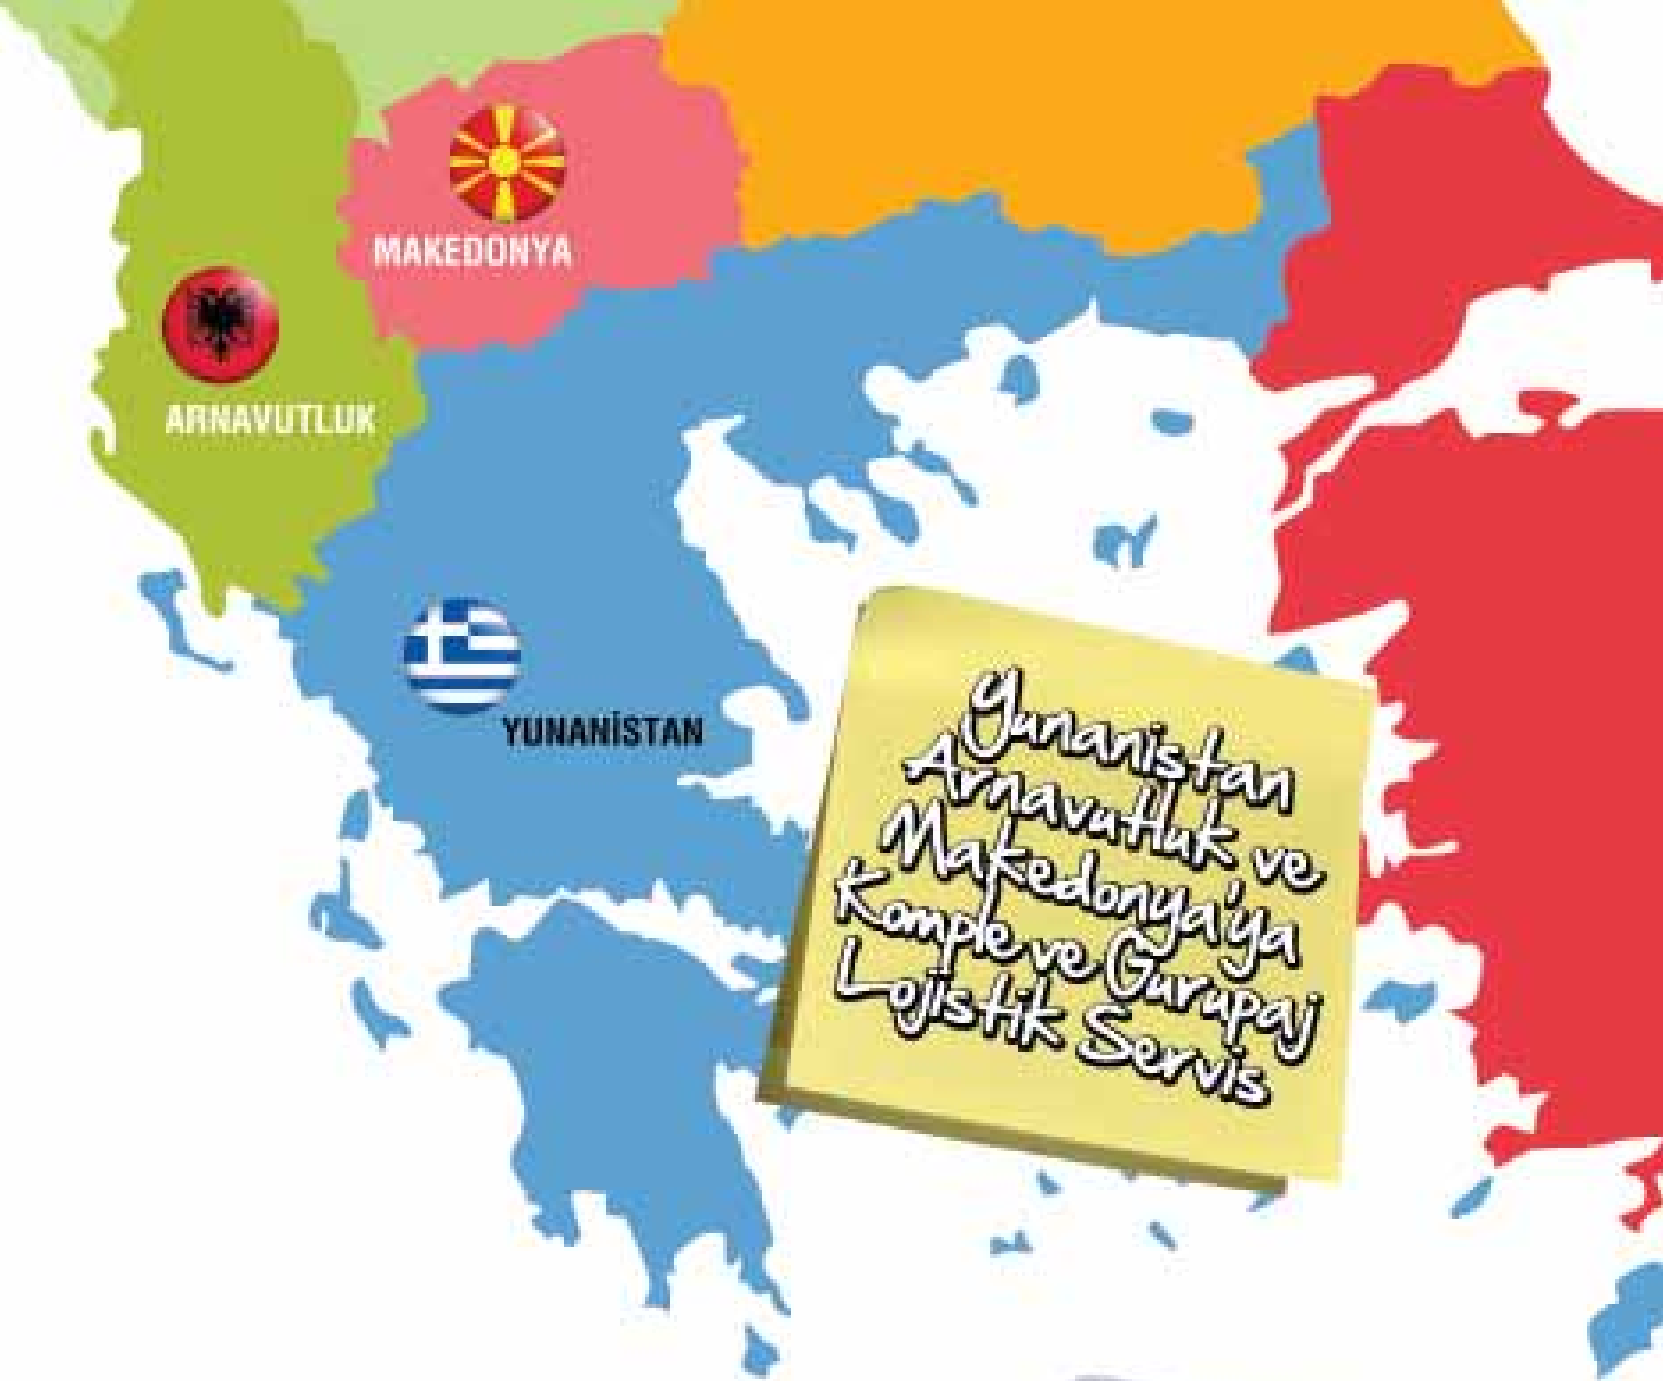 MAKEDONYA
ARNAVUTLUK
YUNANİSTAN
Yunanistan
Arnavutluk ve
Makedonya'ya
Komple ve Gurupaj
Lojistik Servis